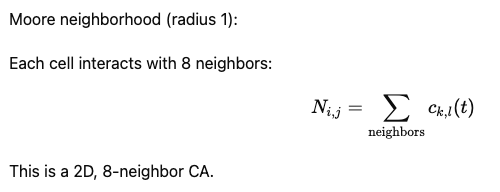 Moore neighborhood (radius 1):
Each cell interacts with 8 neighbors:
N_{i,j} = \sum_{\text{neighbors}} c_{k,l}(t)
This is a 2D, 8-neighbor CA.